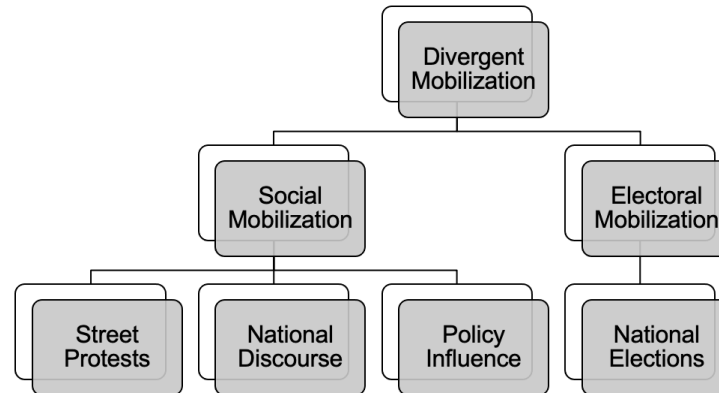 Divergent
Mobilization
Social
Mobilization
Electoral
Mobilization
Street
Protests
National
Discourse
Policy
Influence
National
Elections